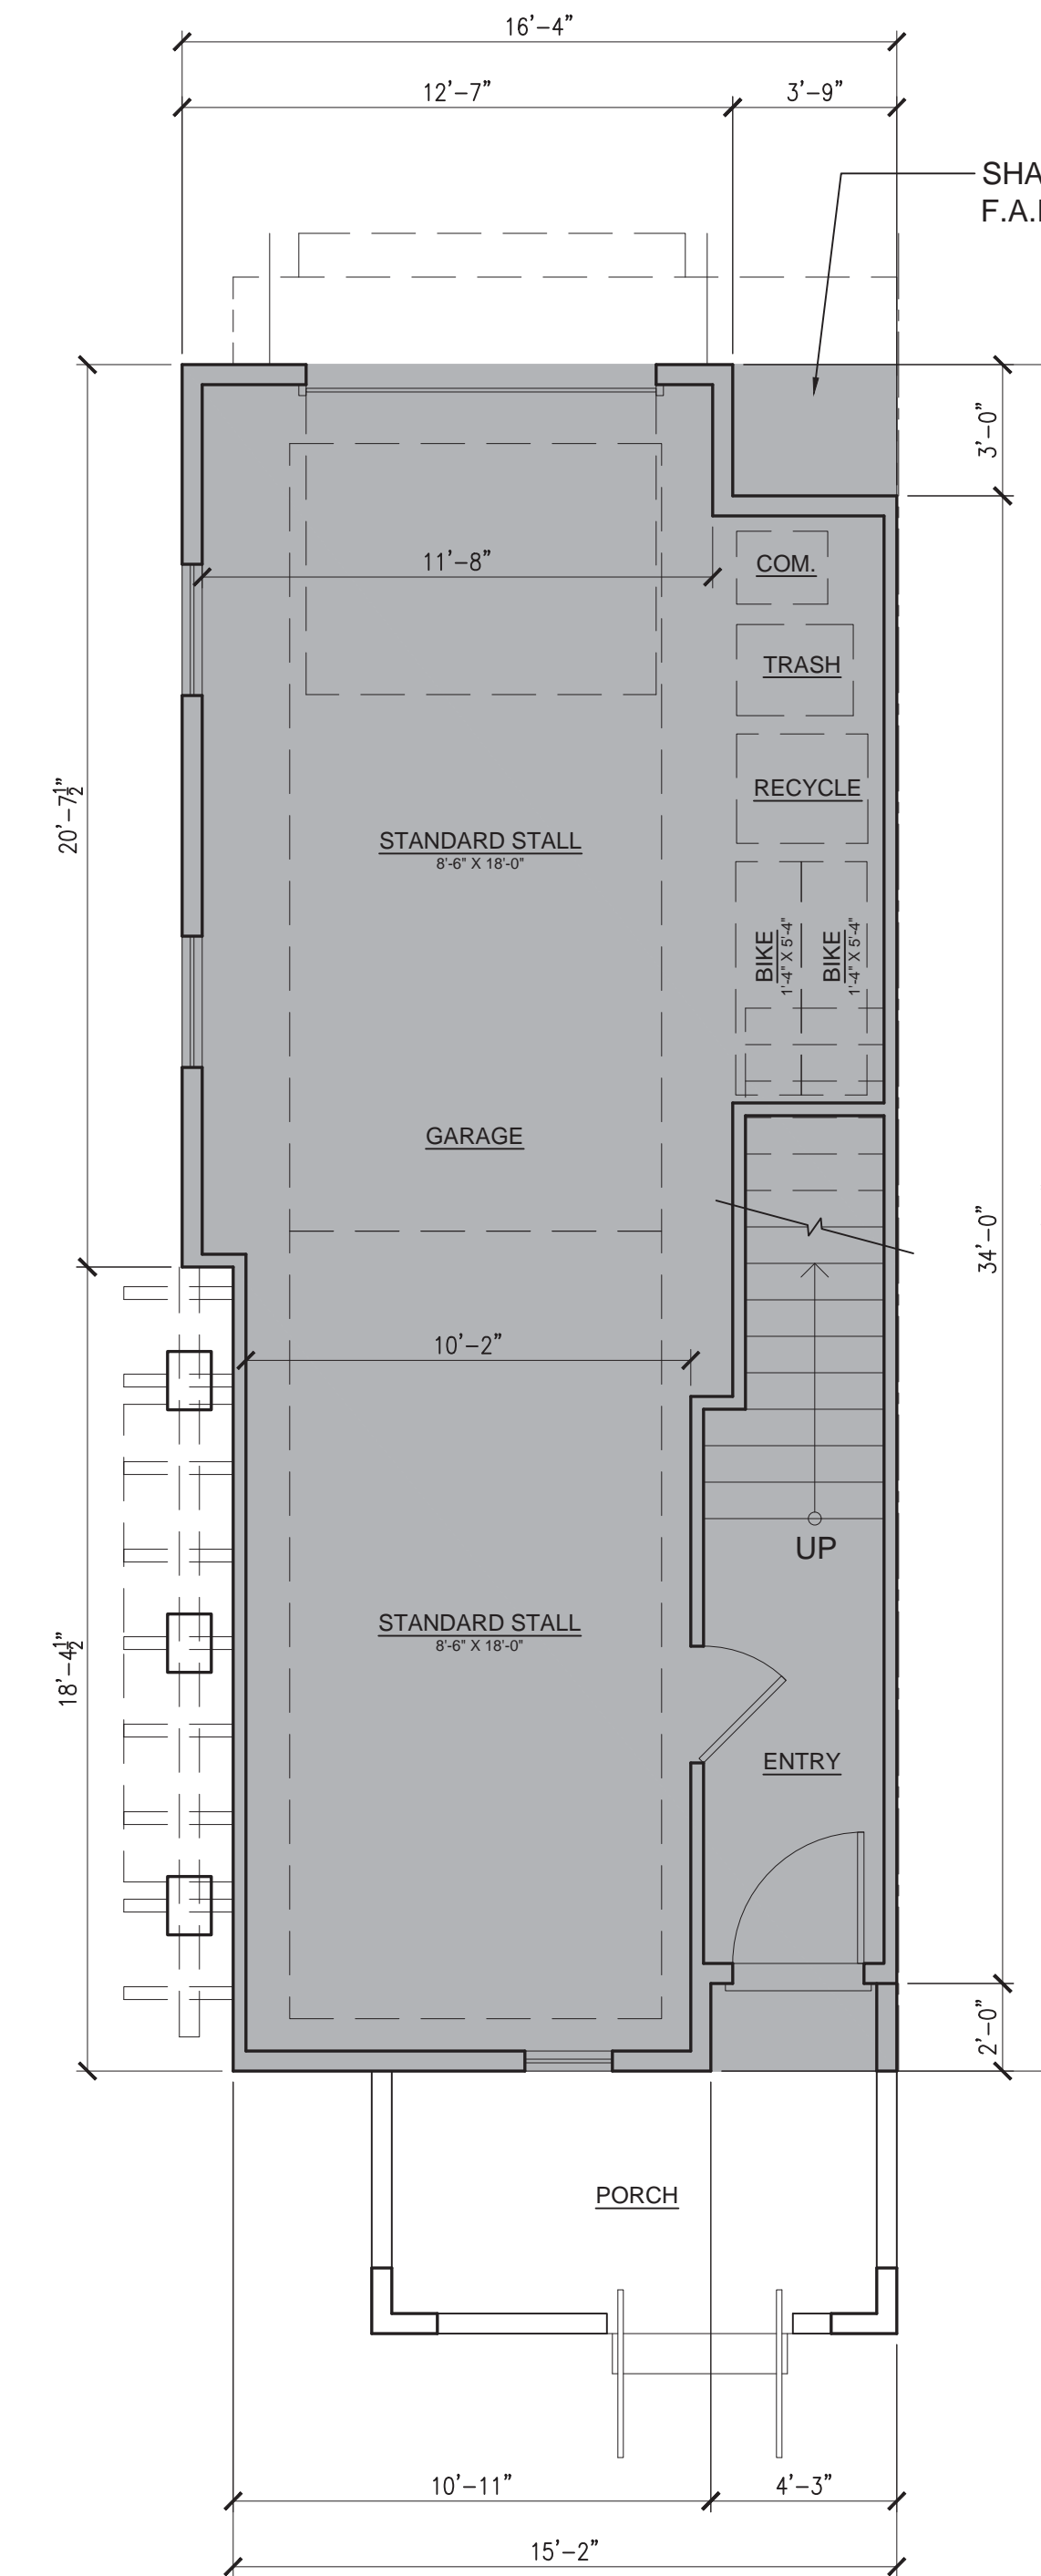 16'-4"
12'-7"
3'-9"
SHA
F.A.
3'-0"
COM.
11'-8"
TRASH
RECYCLE
20'-7½"
STANDARD STALL
8'-6" X 18'-0"
BIKE
1'-4" X 5'-4"
BIKE
1'-4" X 5'-4"
GARAGE
34'-0"
10'-2"
UP
STANDARD STALL
8'-6" X 18'-0"
18'-4½"
ENTRY
2'-0"
PORCH
10'-11"
4'-3"
15'-2"